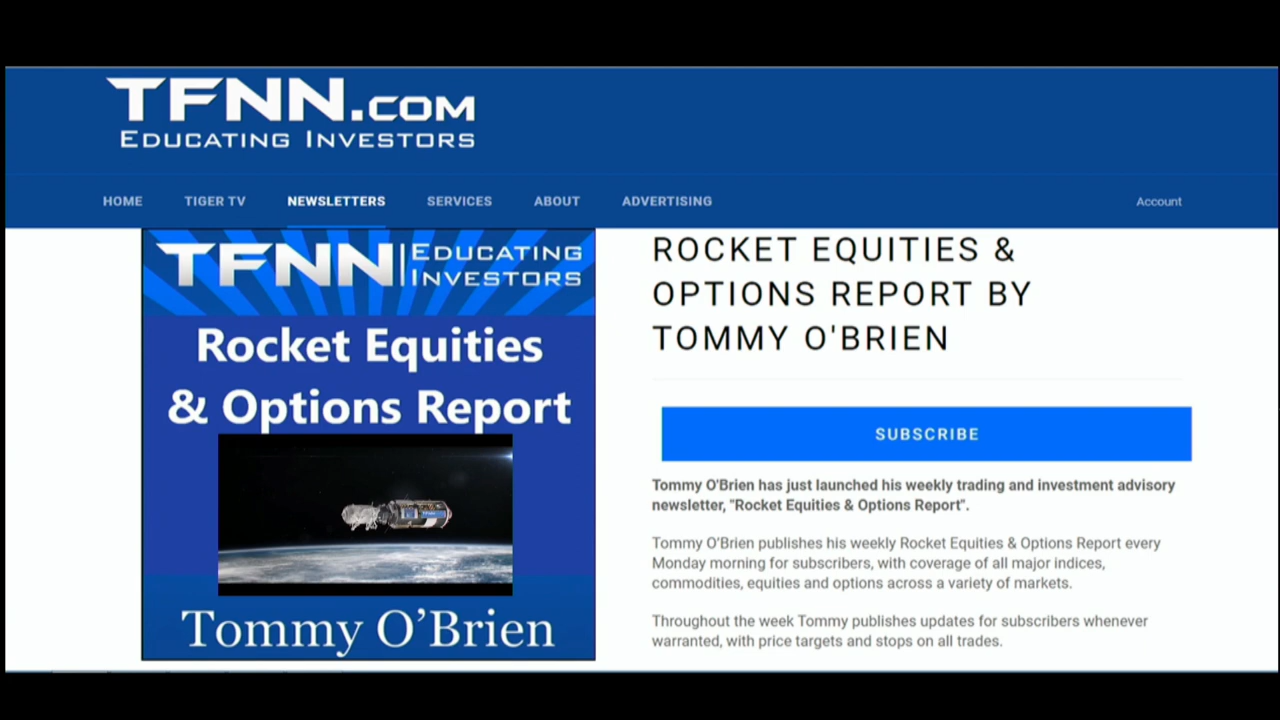 TFNN.COM
EDUCATING INVESTORS
HOME TIGER TV NEWSLETTERS SERVICES ABOUT ADVERTISING Account
TFNN | EDUCATING
INVESTORS
Rocket Equities
& Options Report
Tommy O’Brien
ROCKET EQUITIES &
OPTIONS REPORT BY
TOMMY O'BRIEN
SUBSCRIBE
Tommy O'Brien has just launched his weekly trading and investment advisory
newsletter, "Rocket Equities & Options Report".
Tommy O'Brien publishes his weekly Rocket Equities & Options Report every
Monday morning for subscribers, with coverage of all major indices,
commodities, equities and options across a variety of markets.
Throughout the week Tommy publishes updates for subscribers whenever
warranted, with price targets and stops on all trades.